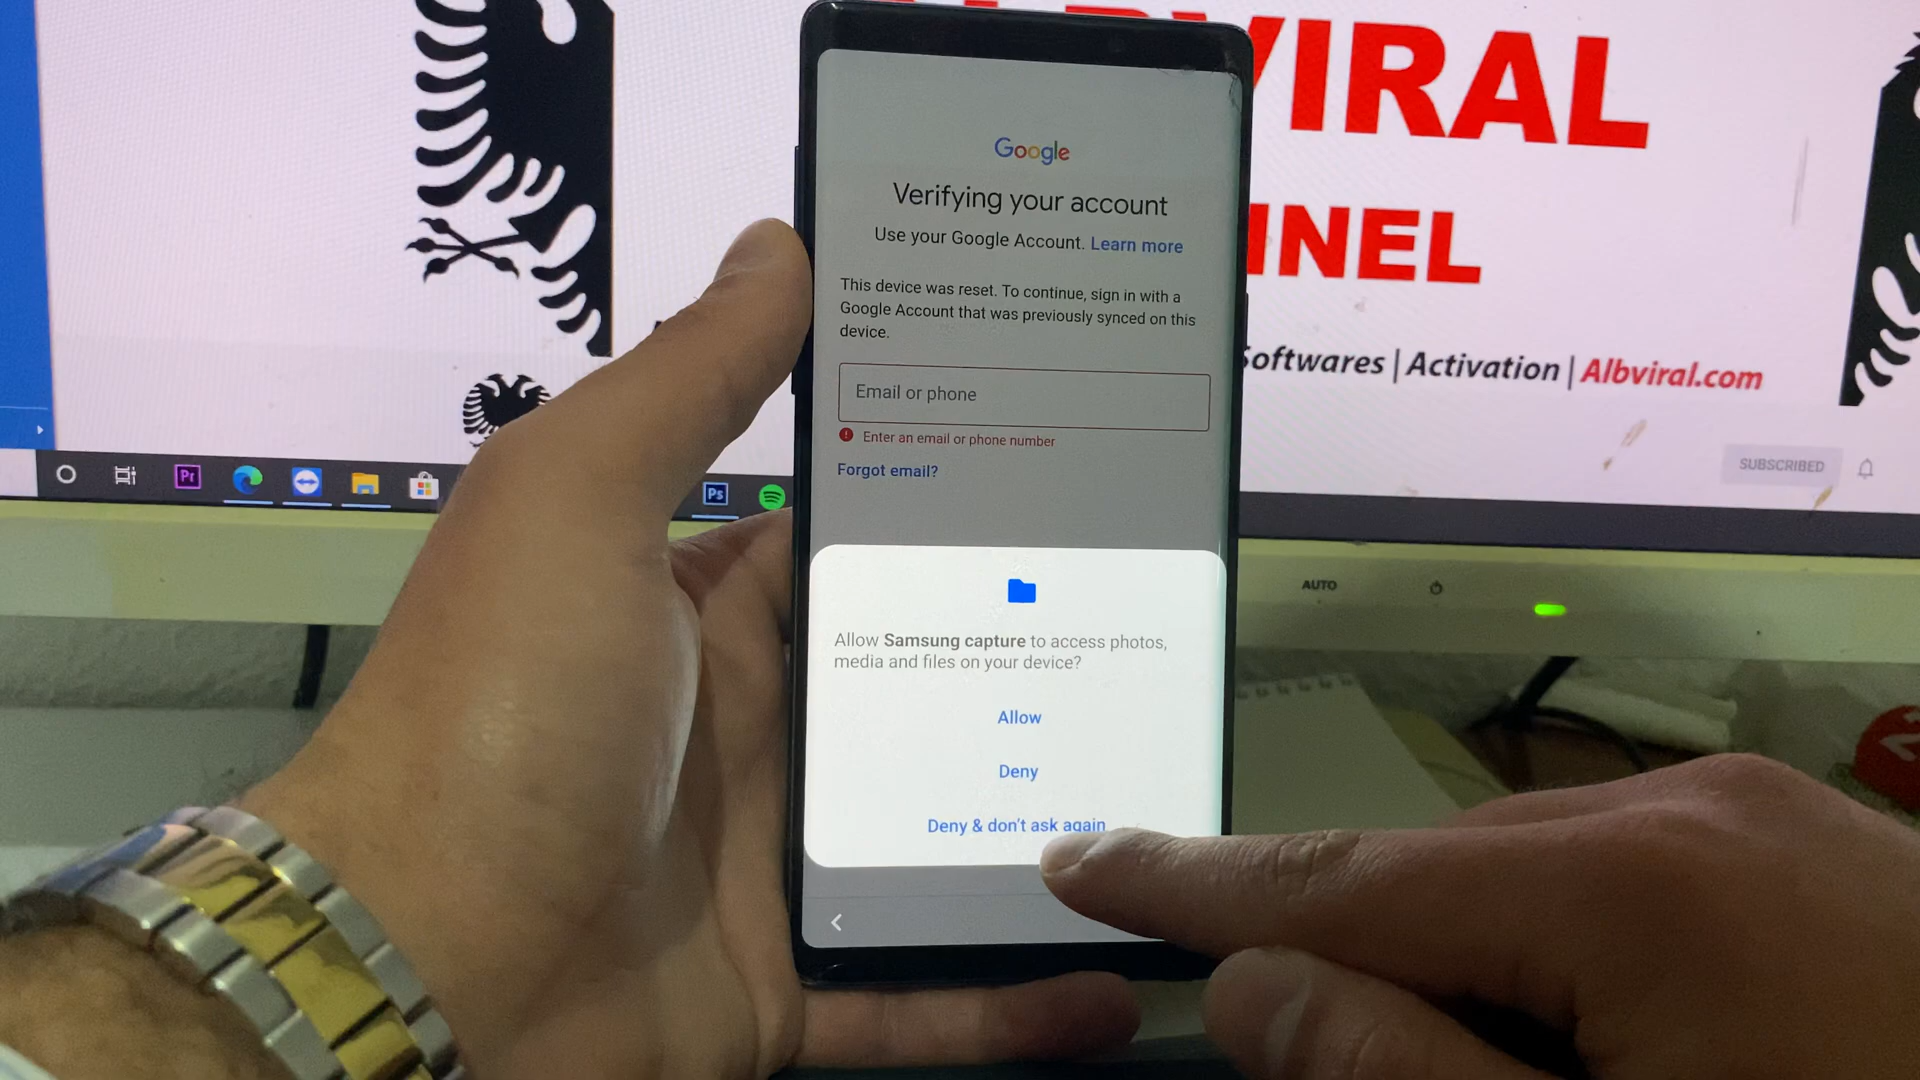 VIRAL
NNEL
Softwares | Activation | Albviral.com
SUBSCRIBED
Pr
Ps
AUTO
Google
Verifying your account
Use your Google Account. Learn more
This device was reset. To continue, sign in with a
Google Account that was previously synced on this
device.
Email or phone
Enter an email or phone number
Forgot email?
Allow Samsung capture to access photos,
media and files on your device?
Allow
Deny
Deny & don't ask again